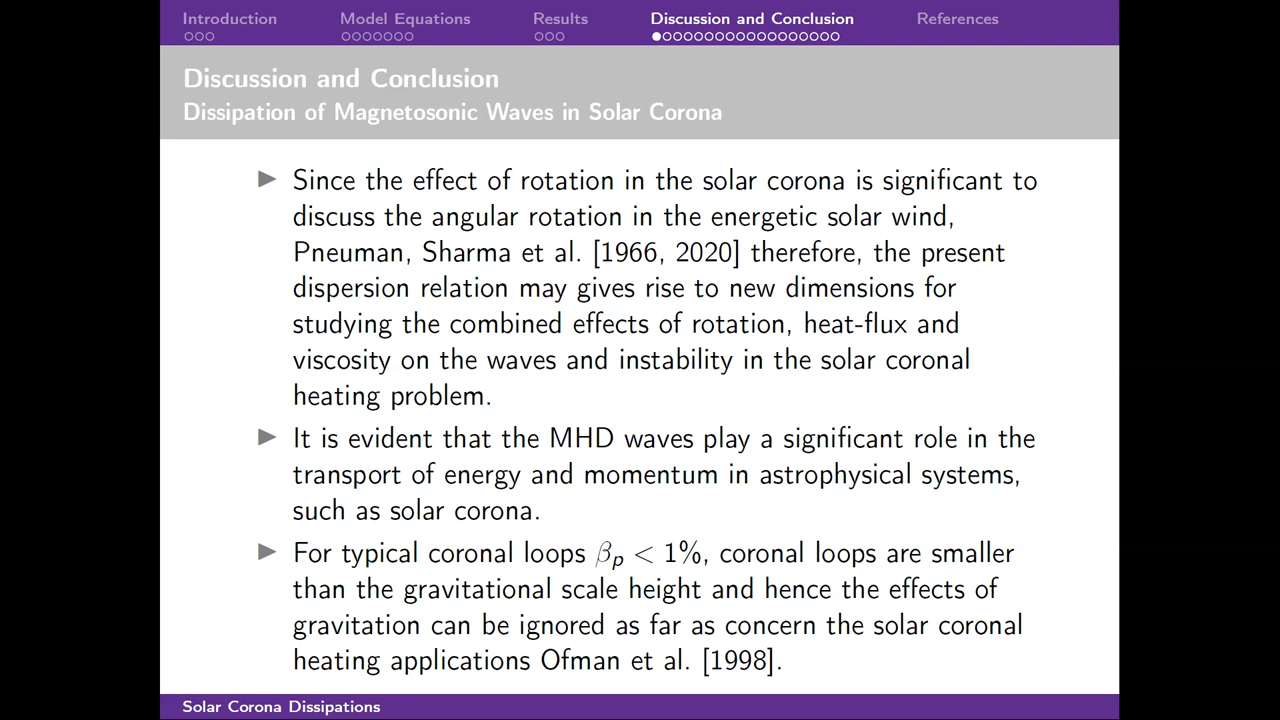 Introduction Model Equations Results Discussion and Conclusion References
Discussion and Conclusion
Dissipation of Magnetosonic Waves in Solar Corona
Since the effect of rotation in the solar corona is significant to
discuss the angular rotation in the energetic solar wind,
Pneuman, Sharma et al. [1966, 2020] therefore, the present
dispersion relation may gives rise to new dimensions for
studying the combined effects of rotation, heat-flux and
viscosity on the waves and instability in the solar coronal
heating problem.
It is evident that the MHD waves play a significant role in the
transport of energy and momentum in astrophysical systems,
such as solar corona.
For typical coronal loops βp < 1%, coronal loops are smaller
than the gravitational scale height and hence the effects of
gravitation can be ignored as far as concern the solar coronal
heating applications Ofman et al. [1998].
Solar Corona Dissipations